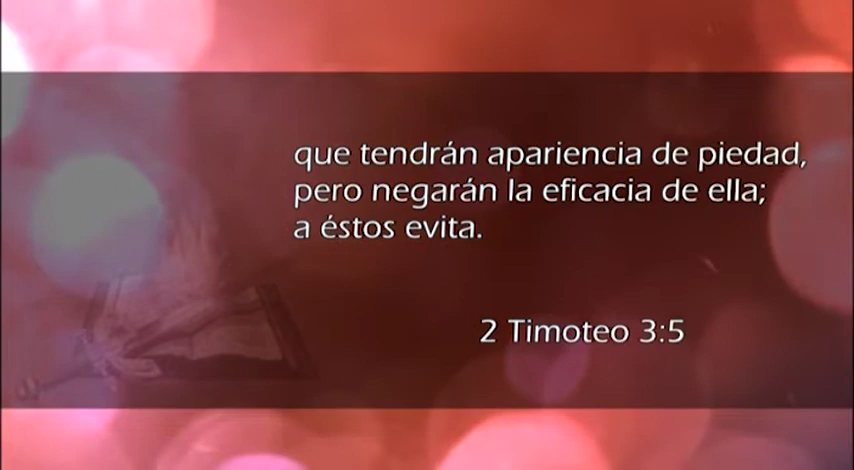 que tendrán apariencia de piedad,
pero negarán la eficacia de ella;
a éstos evita.
2 Timoteo 3:5